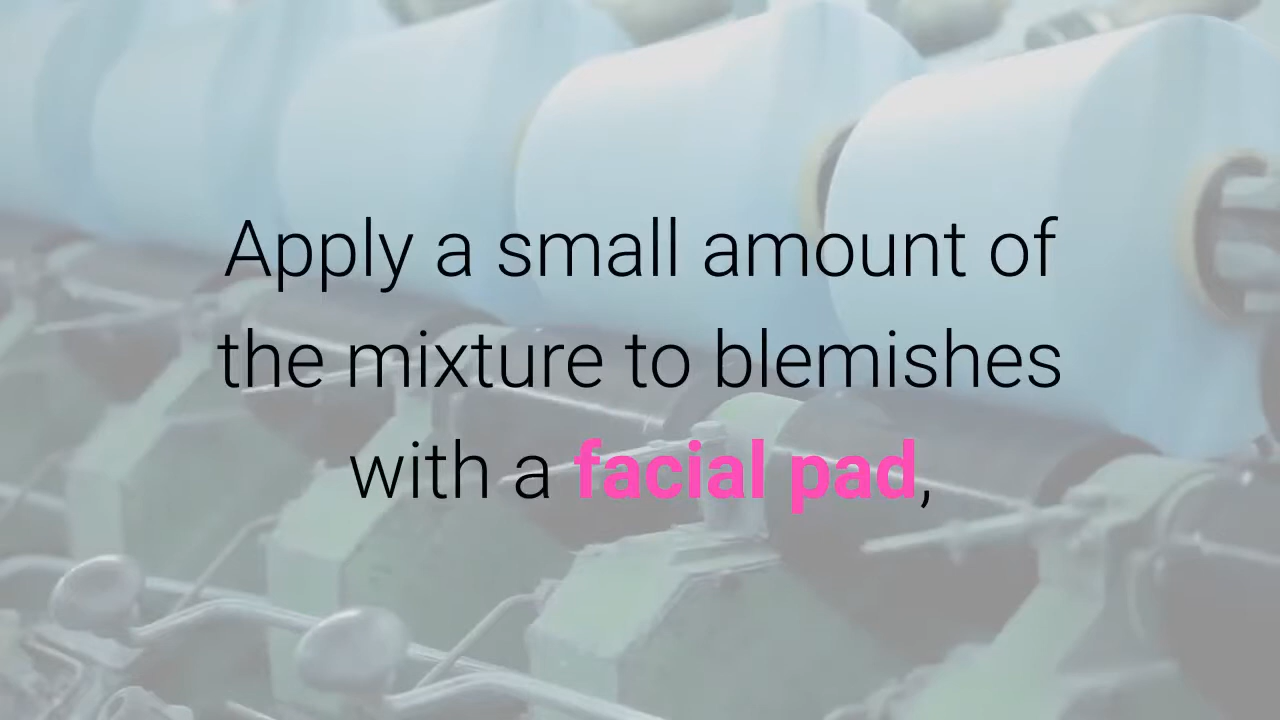 Apply a small amount of
the mixture to blemishes
with a facial pad,